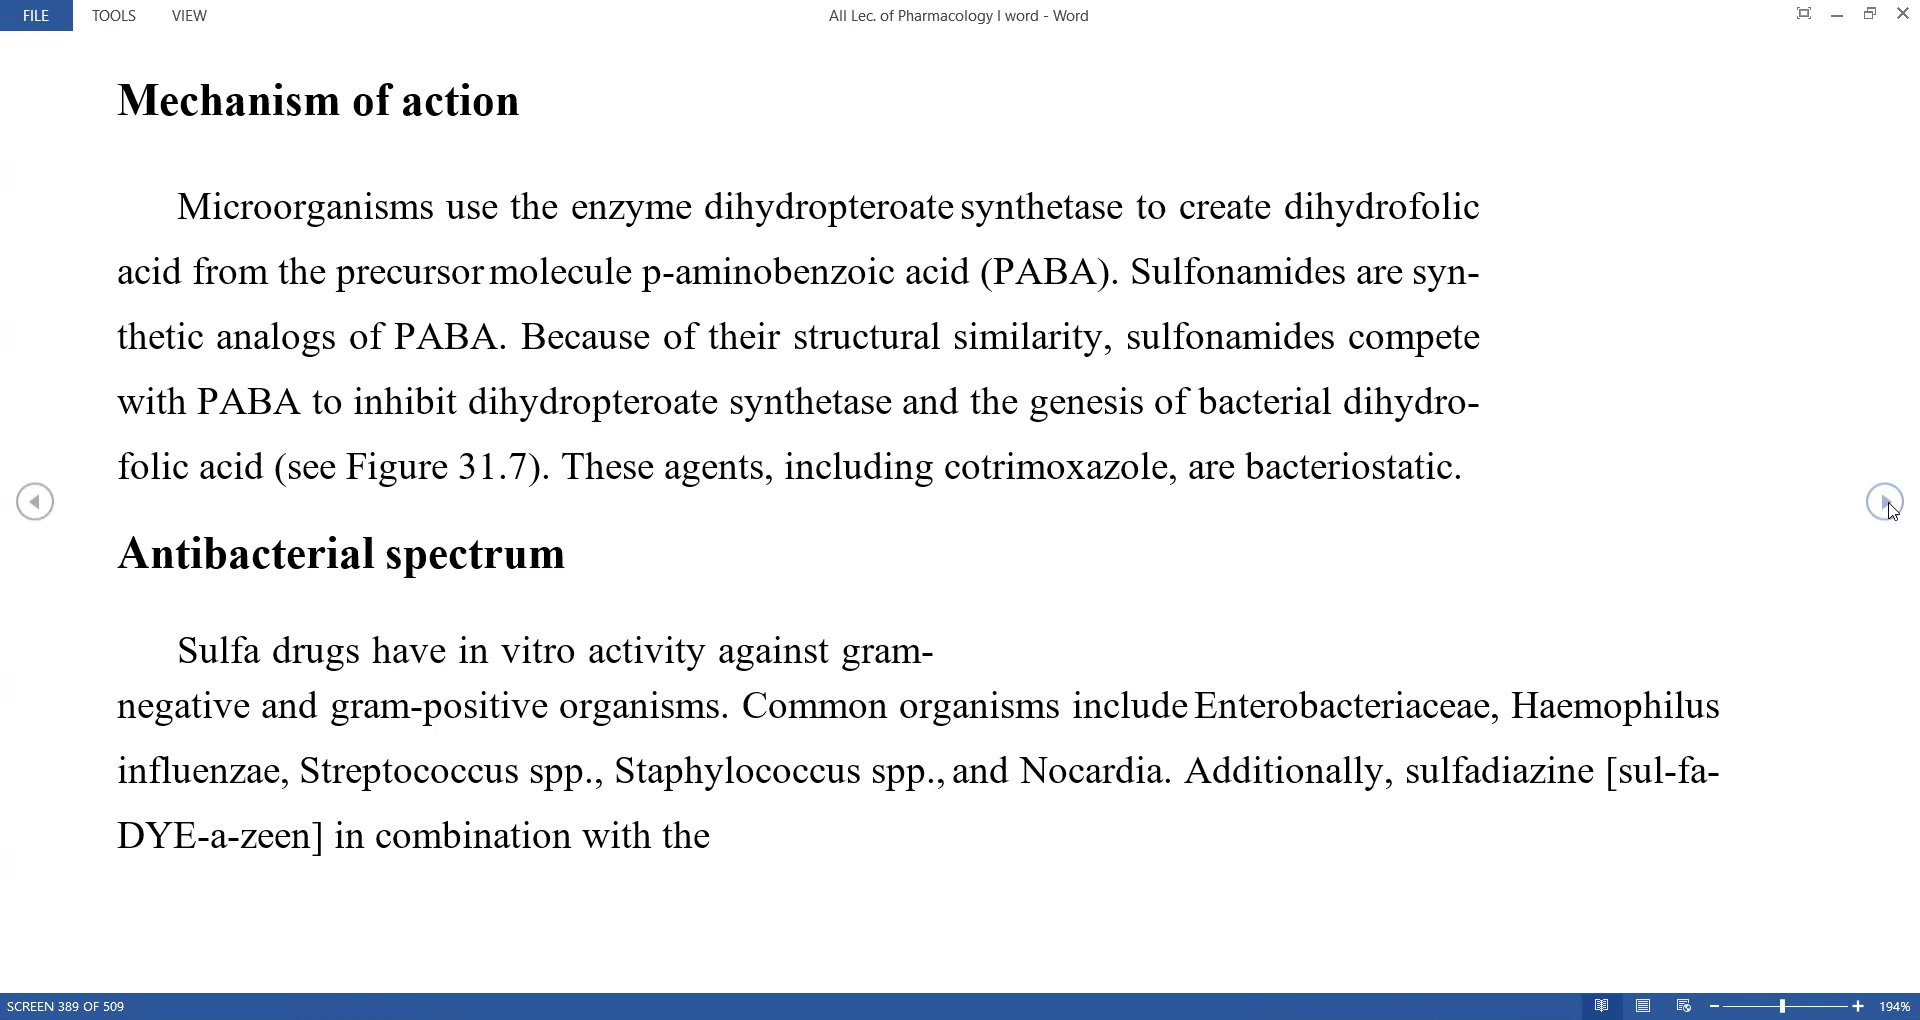 FILE TOOLS VIEW All Lec. of Pharmacology I word - Word
Mechanism of action
Microorganisms use the enzyme dihydropteroate synthetase to create dihydrofolic
acid from the precursor molecule p-aminobenzoic acid (PABA). Sulfonamides are syn-
thetic analogs of PABA. Because of their structural similarity, sulfonamides compete
with PABA to inhibit dihydropteroate synthetase and the genesis of bacterial dihydro-
folic acid (see Figure 31.7). These agents, including cotrimoxazole, are bacteriostatic.
Antibacterial spectrum
Sulfa drugs have in vitro activity against gram-
negative and gram-positive organisms. Common organisms include Enterobacteriaceae, Haemophilus
influenzae, Streptococcus spp., Staphylococcus spp., and Nocardia. Additionally, sulfadiazine [sul-fa-
DYE-a-zeen] in combination with the
SCREEN 389 OF 509 194%